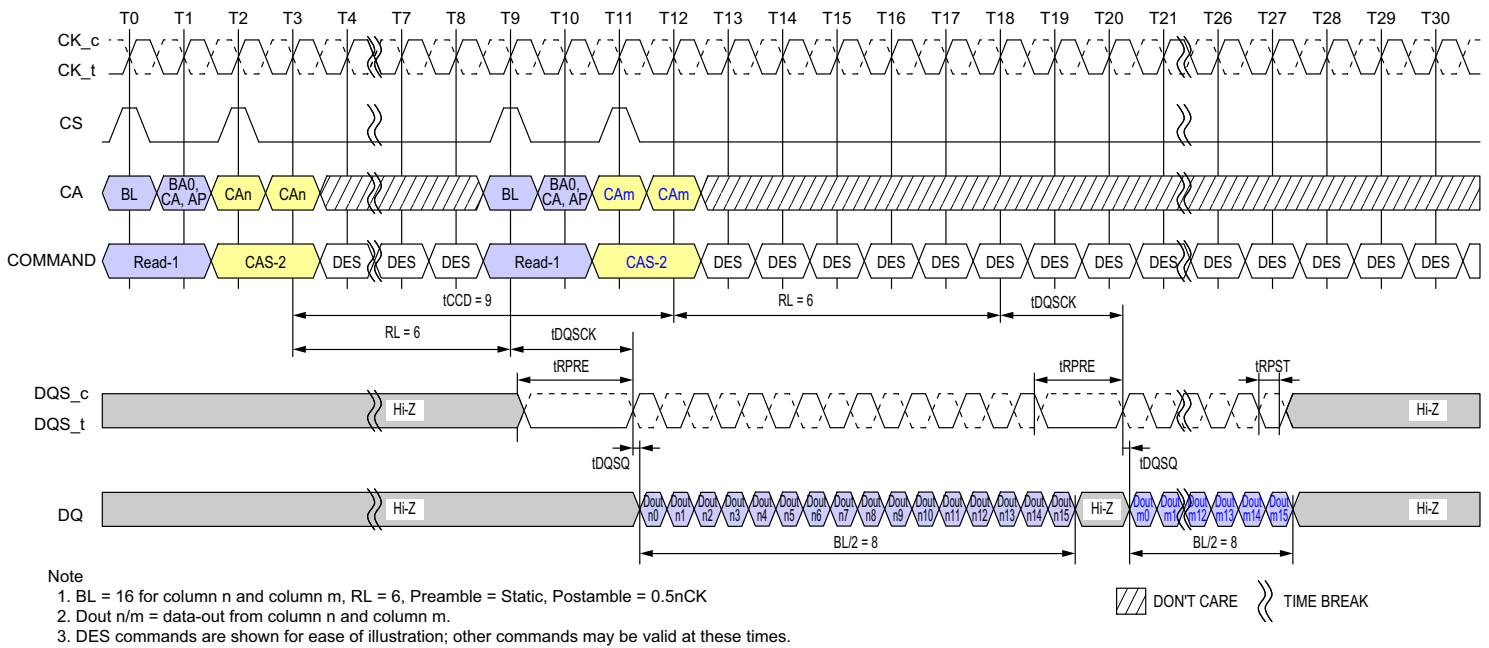 T0 T1 T2 T3 T4 T7 T8 T9 T10 T11 T12 T13 T14 T15 T16 T17 T18 T19 T20 T21 T26 T27 T28 T29 T30
CK_c
CK_t
CS
CA BL BA0, CA, AP CAn CAn BL BA0, CA, AP CAm CAm
COMMAND Read-1 CAS-2 DES DES DES Read-1 CAS-2 DES DES DES DES DES DES DES DES DES DES DES DES DES DES
tCCD = 9 RL = 6 tDQSCK
RL = 6 tDQSCK
tRPRE tRPRE tRPST
DQS_c
DQS_t
Hi-Z Hi-Z
tDQSQ tDQSQ
DQ Hi-Z Dout n0 Dout n1 Dout n2 Dout n3 Dout n4 Dout n5 Dout n6 Dout n7 Dout n8 Dout n9 Dout n10 Dout n11 Dout n12 Dout n13 Dout n14 Dout n15 Hi-Z Dout m0 Dout m1 Dout m12 Dout m13 Dout m14 Dout m15 Hi-Z
BL/2 = 8 BL/2 = 8
Note
1. BL = 16 for column n and column m, RL = 6, Preamble = Static, Postamble = 0.5nCK
2. Dout n/m = data-out from column n and column m.
3. DES commands are shown for ease of illustration; other commands may be valid at these times.
DON'T CARE TIME BREAK